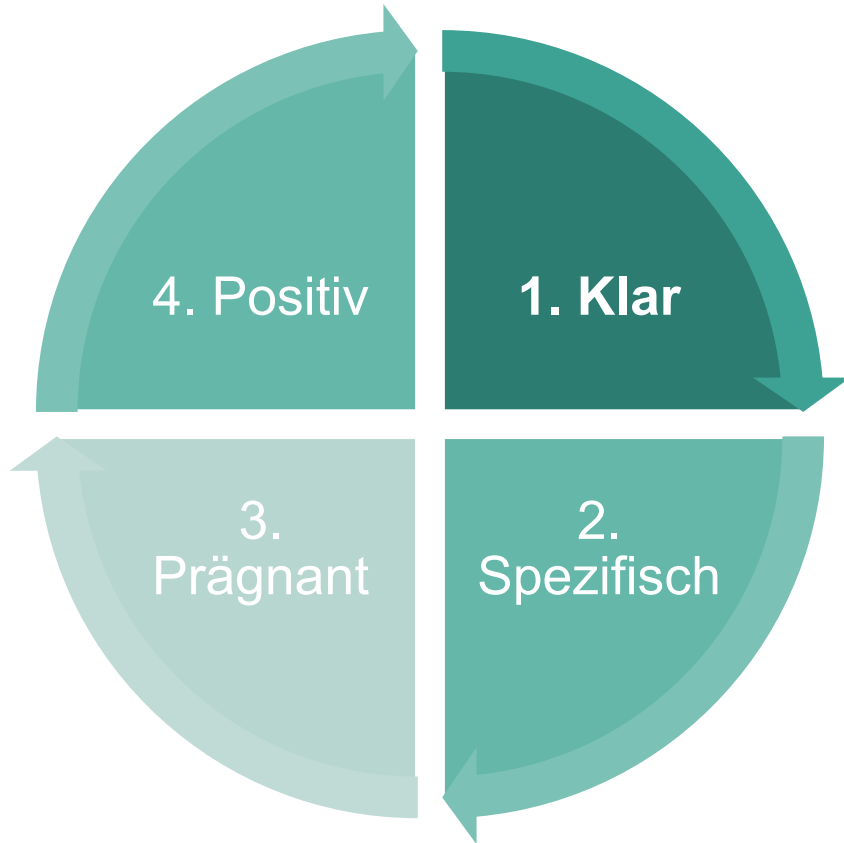 1. Klar
2.
Spezifisch
3.
Prägnant
4. Positiv